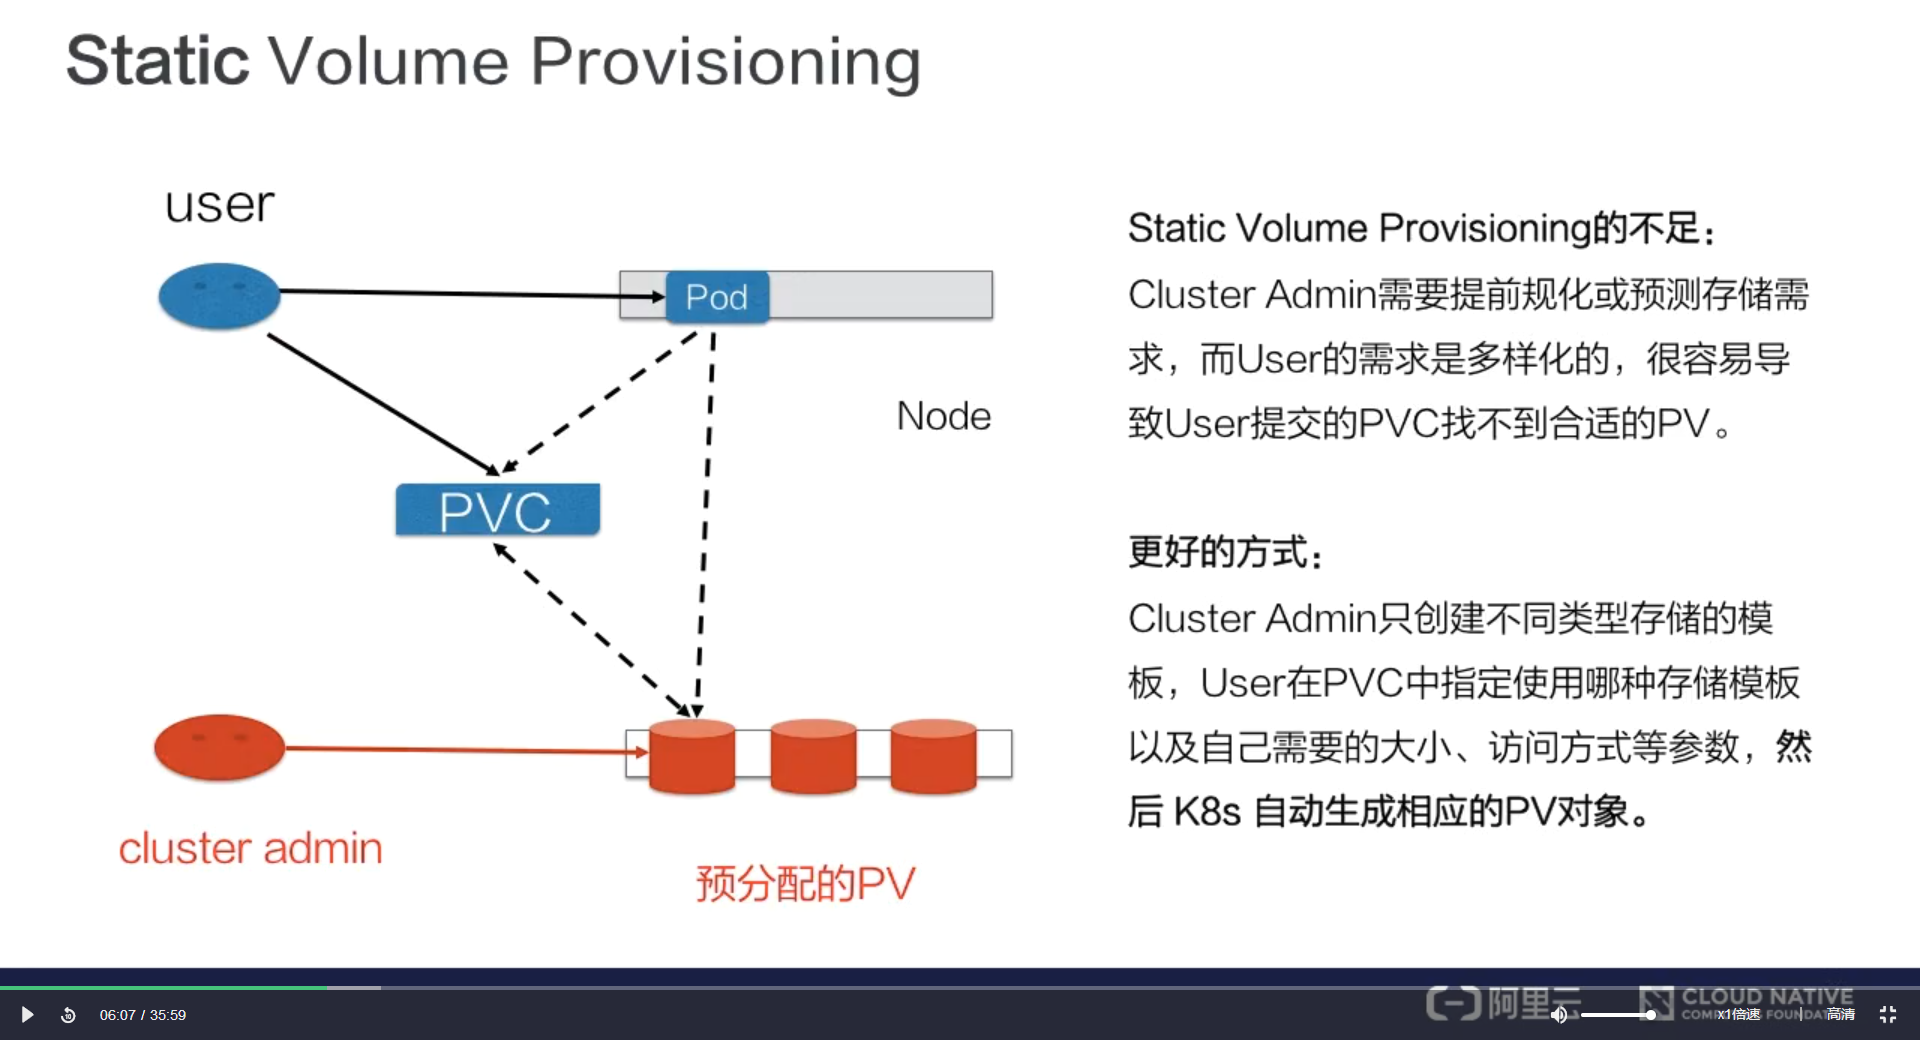 Static Volume Provisioning
user
Pod
Node
PVC
cluster admin
预分配的PV
Static Volume Provisioning的不足：
Cluster Admin需要提前规化或预测存储需
求，而User的需求是多样化的，很容易导
致User提交的PVC找不到合适的PV。
更好的方式：
Cluster Admin只创建不同类型存储的模
板，User在PVC中指定使用哪种存储模板
以及自己需要的大小、访问方式等参数，然
后 K8s 自动生成相应的PV对象。
10
06:07 / 35:59
阿里云
CLOUD NATIVE
x1倍速
高清